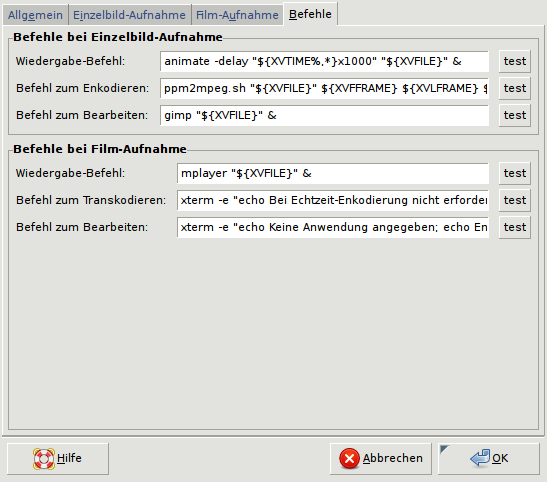 Allgemein Einzelbild-Aufnahme Film-Aufnahme Befehle
Befehle bei Einzelbild-Aufnahme
Wiedergabe-Befehl: animate -delay "${XVTIME%,*}x1000" "${XVFILE}" & test
Befehl zum Enkodieren: ppm2mpeg.sh "${XVFILE}" ${XVFFRAME} ${XVLFRAME} $ test
Befehl zum Bearbeiten: gimp "${XVFILE}" & test
Befehle bei Film-Aufnahme
Wiedergabe-Befehl: mplayer "${XVFILE}" & test
Befehl zum Transkodieren: xterm -e "echo Bei Echtzeit-Enkodierung nicht erforder test
Befehl zum Bearbeiten: xterm -e "echo Keine Anwendung angegeben; echo En test
Hilfe Abbrechen OK